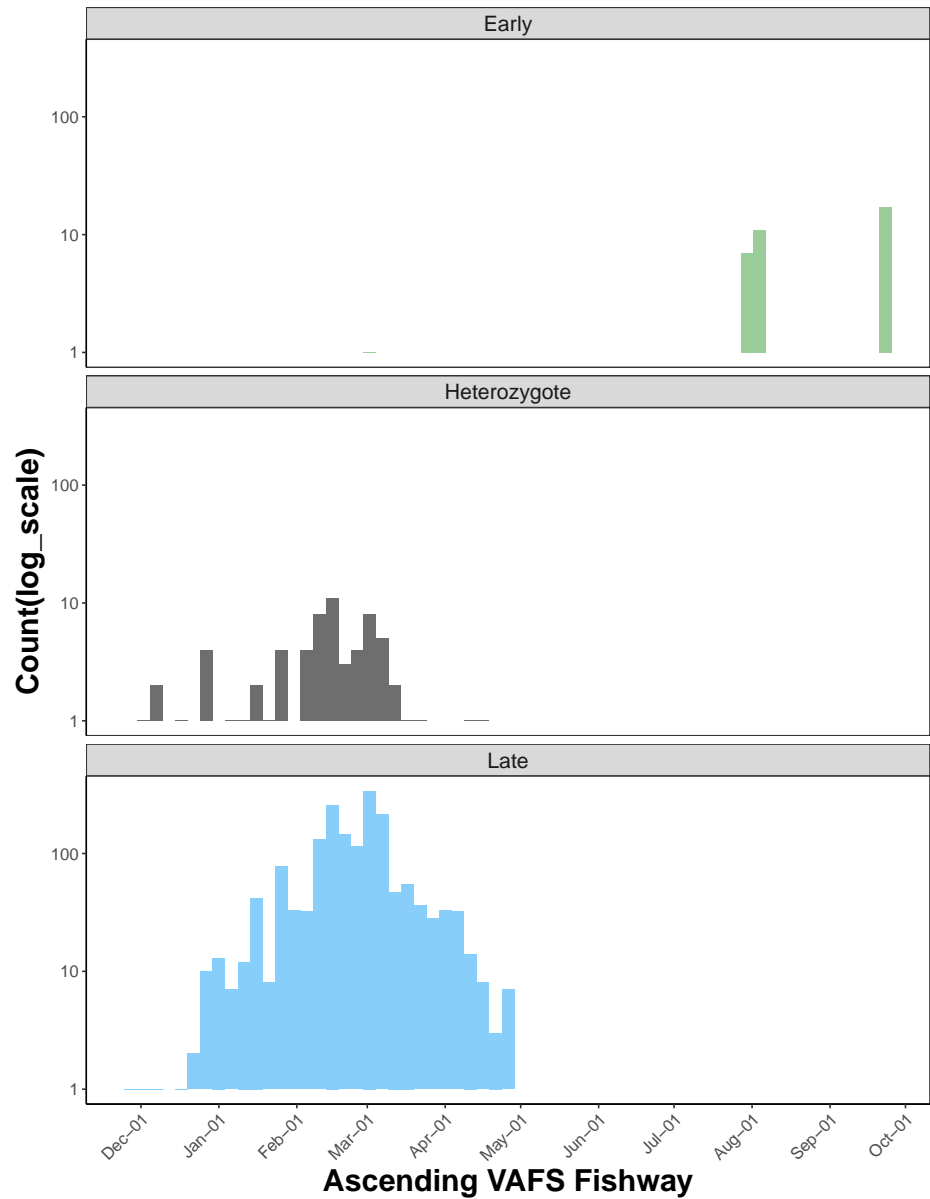 Early
100
10
1
Heterozygote
100
10
1
Late
100
10
1
Count(log_scale)
Dec−01
Jan−01
Feb−01
Mar−01
Apr−01
May−01
Jun−01
Jul−01
Aug−01
Sep−01
Oct−01
Ascending VAFS Fishway